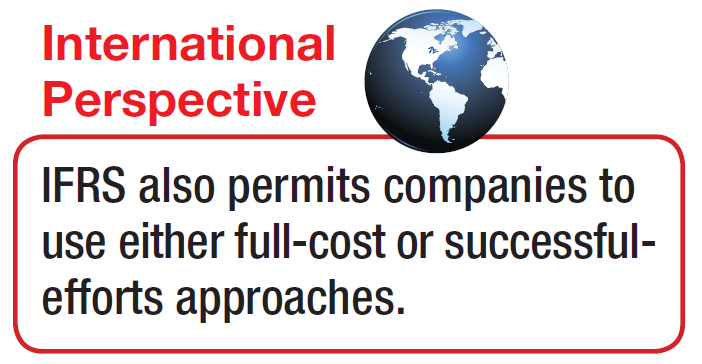 International
Perspective
IFRS also permits companies to
use either full-cost or successful-
efforts approaches.